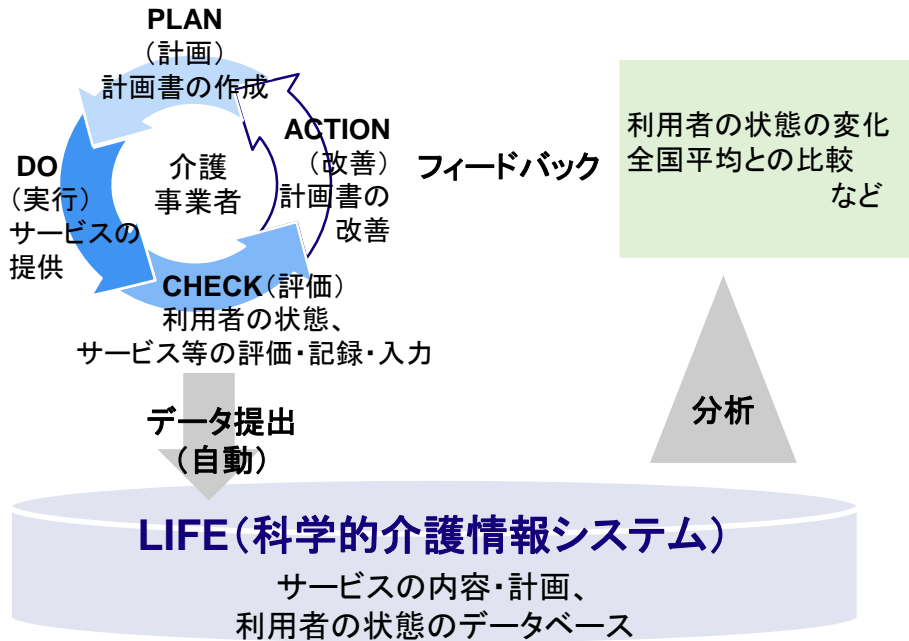 PLAN
（計画）
計画書の作成
DO
（実行）
サービスの
提供
介護
事業者
ACTION
（改善）
計画書の
改善
CHECK（評価）
利用者の状態、
サービス等の評価・記録・入力
フィードバック
利用者の状態の変化
全国平均との比較
など
データ提出
（自動）
分析
LIFE（科学的介護情報システム）
サービスの内容・計画、
利用者の状態のデータベース